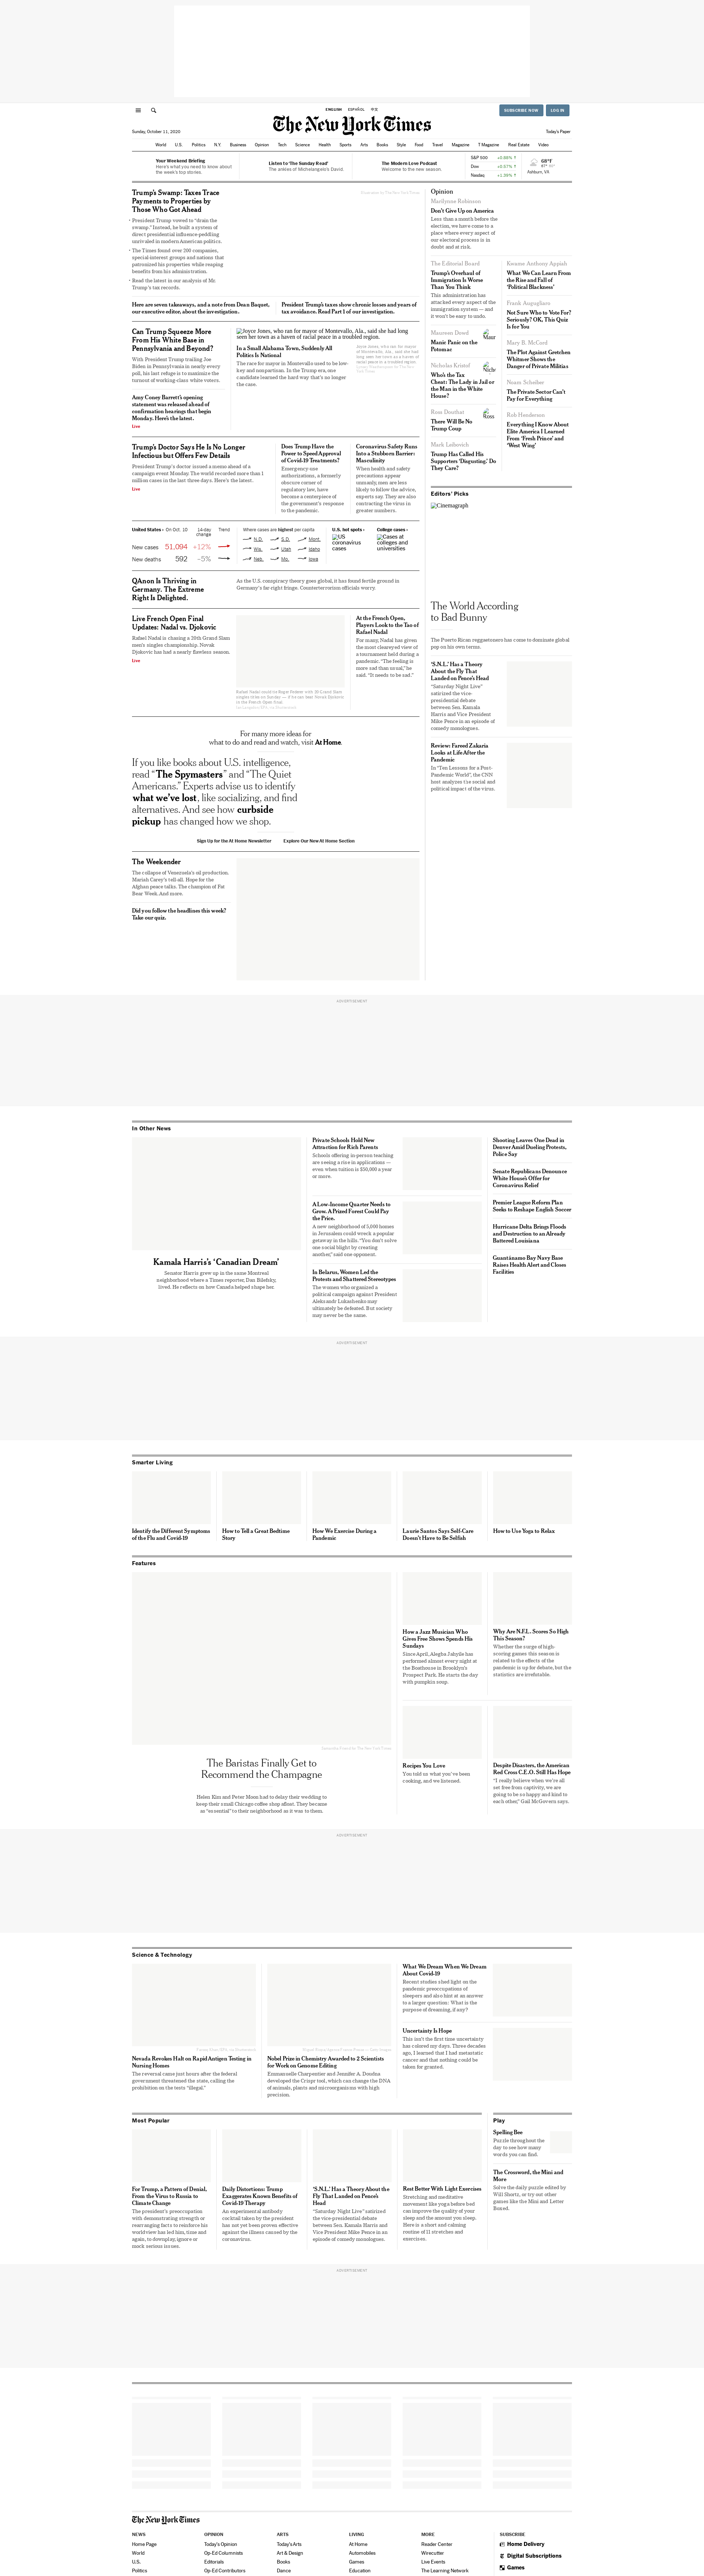 ENGLISH ESPAÑOL 中文
SUBSCRIBE NOW
LOG IN
The New York Times
Sunday, October 11, 2020
Today's Paper
World U.S. Politics N.Y. Business Opinion Tech Science Health Sports Arts Books Style Food Travel Magazine T Magazine Real Estate Video
Your Weekend Briefing
Here's what you need to know about
the week's top stories.
Listen to 'The Sunday Read'
The antics of Michelangelo's David.
The Modern Love Podcast
Welcome to the new season.
S&P 500 +0.88% ↑
Dow +0.57% ↑
Nasdaq +1.39% ↑
68°F
Ashburn, VA
Trump's Swamp: Taxes Trace
Payments to Properties by
Those Who Got Ahead
• President Trump vowed to "drain the
swamp." Instead, he built a system of
direct presidential influence-peddling
unrivaled in modern American politics.
• The Times found over 200 companies,
special-interest groups and nations that
patronized his properties while reaping
benefits from his administration.
• Read the latest in our analysis of Mr.
Trump's tax records.
Here are seven takeaways, and a note from Dean Baquet,
our executive editor, about the investigation.
President Trump's taxes show chronic losses and years of
tax avoidance. Read Part 1 of our investigation.
Can Trump Squeeze More
From His White Base in
Pennsylvania and Beyond?
With President Trump trailing Joe
Biden in Pennsylvania in nearly every
poll, his last refuge is to maximize the
turnout of working-class white voters.
Amy Coney Barrett's opening
statement was released ahead of
confirmation hearings that begin
Monday. Here's the latest.
Live
Joyce Jones, who ran for mayor of Montevallo, Ala., said she had long
seen her town as a haven of racial peace in a troubled region.
In a Small Alabama Town, Suddenly All
Politics Is National
The race for mayor in Montevallo used to be low-
key and nonpartisan. In the Trump era, one
candidate learned the hard way that's no longer
the case.
Joyce Jones, who ran for mayor
of Montevallo, Ala., said she had
long seen her town as a haven of
racial peace in a troubled region.
Trump's Doctor Says He Is No Longer
Infectious but Offers Few Details
President Trump's doctor issued a memo ahead of a
campaign event Monday. The world recorded more than 1
million cases in the last three days. Here's the latest.
Live
Does Trump Have the
Power to Speed Approval
of Covid-19 Treatments?
Emergency-use
authorizations, a formerly
obscure corner of
regulatory law, have
become a centerpiece of
the government's response
to the pandemic.
Coronavirus Safety Runs
Into a Stubborn Barrier:
Masculinity
When health and safety
precautions appear
unmanly, men are less
likely to follow the advice,
experts say. They are also
contracting the virus in
greater numbers.
United States › On Oct. 10 14-day change Trend
New cases 51,094 +12%
New deaths 592 –5%
Where cases are highest per capita
N.D. S.D. Mont.
Wis. Utah Idaho
Neb. Mo. Iowa
U.S. hot spots ›
US coronavirus cases
College cases ›
Cases at colleges and universities
QAnon Is Thriving in
Germany. The Extreme
Right Is Delighted.
As the U.S. conspiracy theory goes global, it has found fertile ground in
Germany's far-right fringe. Counterterrorism officials worry.
Live French Open Final
Updates: Nadal vs. Djokovic
Rafael Nadal is chasing a 20th Grand Slam
men's singles championship. Novak
Djokovic has had a nearly flawless season.
Live
At the French Open,
Players Look to the Tao of
Rafael Nadal
For many, Nadal has given
the most cleareyed view of
a tournament held during a
pandemic. "The feeling is
more sad than usual," he
said. "It needs to be sad."
For many more ideas for
what to do and read and watch, visit At Home.
If you like books about U.S. intelligence,
read "The Spymasters" and "The Quiet
Americans." Experts advise us to identify
what we've lost, like socializing, and find
alternatives. And see how curbside
pickup has changed how we shop.
Sign Up for the At Home Newsletter
Explore Our New At Home Section
The Weekender
The collapse of Venezuela's oil production.
Mariah Carey's tell-all. Hope for the
Afghan peace talks. The champion of Fat
Bear Week. And more.
Did you follow the headlines this week?
Take our quiz.
Opinion
Marilynne Robinson
Don't Give Up on America
Less than a month before the
election, we have come to a
place where every aspect of
our electoral process is in
doubt and at risk.
The Editorial Board
Trump's Overhaul of
Immigration Is Worse
Than You Think
This administration has
attacked every aspect of the
immigration system — and
it won't be easy to undo.
Maureen Dowd
Manic Panic on the
Potomac
Nicholas Kristof
Who's the Tax
Cheat: The Lady in Jail or
the Man in the White
House?
Ross Douthat
There Will Be No
Trump Coup
Mark Leibovich
Trump Has Called His
Supporters 'Disgusting.' Do
They Care?
Kwame Anthony Appiah
What We Can Learn From
the Rise and Fall of
'Political Blackness'
Frank Augugliaro
Not Sure Who to Vote For?
Seriously? OK, This Quiz
Is for You
Mary B. McCord
The Plot Against Gretchen
Whitmer Shows the
Danger of Private Militias
Noam Scheiber
The Private Sector Can't
Pay for Everything
Rob Henderson
Everything I Know About
Elite America I Learned
From 'Fresh Prince' and
'West Wing'
Editors' Picks
Cinemagraph
The World According
to Bad Bunny
The Puerto Rican reggaetonero has come to dominate global
pop on his own terms.
'S.N.L.' Has a Theory
About the Fly That
Landed on Pence's Head
"Saturday Night Live"
satirized the vice-
presidential debate
between Sen. Kamala
Harris and Vice President
Mike Pence in an episode of
comedy monologues.
Review: Fareed Zakaria
Looks at Life After the
Pandemic
In "Ten Lessons for a Post-
Pandemic World", the CNN
host analyzes the social and
political impact of the virus.
ADVERTISEMENT
In Other News
Kamala Harris's 'Canadian Dream'
Senator Harris grew up in the same Montreal
neighborhood where a Times reporter, Dan Bilefsky,
lived. He reflects on how Canada helped shape her.
Private Schools Hold New
Attraction for Rich Parents
Schools offering in-person teaching
are seeing a rise in applications —
even when tuition is $50,000 a year
or more.
A Low-Income Quarter Needs to
Grow. A Prized Forest Could Pay
the Price.
A new neighborhood of 5,000 homes
in Jerusalem could wreck a popular
getaway in the hills. "You don't solve
one social blight by creating
another," said one opponent.
In Belarus, Women Led the
Protests and Shattered Stereotypes
The women who organized a
political campaign against President
Aleksandr Lukashenko may
ultimately be defeated. But society
may never be the same.
Shooting Leaves One Dead in
Denver Amid Dueling Protests,
Police Say
Senate Republicans Denounce
White House's Offer for
Coronavirus Relief
Premier League Reform Plan
Seeks to Reshape English Soccer
Hurricane Delta Brings Floods
and Destruction to an Already
Battered Louisiana
Guantánamo Bay Navy Base
Raises Health Alert and Closes
Facilities
ADVERTISEMENT
Smarter Living
Identify the Different Symptoms
of the Flu and Covid-19
How to Tell a Great Bedtime
Story
How We Exercise During a
Pandemic
Laurie Santos Says Self-Care
Doesn't Have to Be Selfish
How to Use Yoga to Relax
Features
The Baristas Finally Get to
Recommend the Champagne
Helen Kim and Peter Moon had to delay their wedding to
keep their small Chicago coffee shop afloat. They became
as "essential" to their neighborhood as it was to them.
How a Jazz Musician Who
Gives Free Shows Spends His
Sundays
Since April, Alegba Jahyile has
performed almost every night at
the Boathouse in Brooklyn's
Prospect Park. He starts the day
with pumpkin soup.
Why Are N.F.L. Scores So High
This Season?
Whether the surge of high-
scoring games this season is
related to the effects of the
pandemic is up for debate, but the
statistics are irrefutable.
Recipes You Love
You told us what you've been
cooking, and we listened.
Despite Disasters, the American
Red Cross C.E.O. Still Has Hope
"I really believe when we're all
set free from captivity, we are
going to be so happy and kind to
each other," Gail McGovern says.
ADVERTISEMENT
Science & Technology
Nevada Revokes Halt on Rapid Antigen Testing in
Nursing Homes
The reversal came just hours after the federal
government threatened the state, calling the
prohibition on the tests "illegal."
Nobel Prize in Chemistry Awarded to 2 Scientists
for Work on Genome Editing
Emmanuelle Charpentier and Jennifer A. Doudna
developed the Crispr tool, which can change the DNA
of animals, plants and microorganisms with high
precision.
What We Dream When We Dream
About Covid-19
Recent studies shed light on the
pandemic preoccupations of
sleepers and also hint at an answer
to a larger question: What is the
purpose of dreaming, if any?
Uncertainty Is Hope
This isn't the first time uncertainty
has colored my days. Three decades
ago, I learned that I had metastatic
cancer and that nothing could be
taken for granted.
Most Popular
For Trump, a Pattern of Denial,
From the Virus to Russia to
Climate Change
The president's preoccupation
with demonstrating strength or
rearranging facts to reinforce his
worldview has led him, time and
again, to downplay, ignore or
mock serious issues.
Daily Distortions: Trump
Exaggerates Known Benefits of
Covid-19 Therapy
An experimental antibody
cocktail taken by the president
has not yet been proven effective
against the illness caused by the
coronavirus.
'S.N.L.' Has a Theory About the
Fly That Landed on Pence's
Head
"Saturday Night Live" satirized
the vice-presidential debate
between Sen. Kamala Harris and
Vice President Mike Pence in an
episode of comedy monologues.
Rest Better With Light Exercises
Stretching and meditative
movement like yoga before bed
can improve the quality of your
sleep and the amount you sleep.
Here is a short and calming
routine of 11 stretches and
exercises.
Play
Spelling Bee
Puzzle throughout the
day to see how many
words you can find.
The Crossword, the Mini and
More
Solve the daily puzzle edited by
Will Shortz, or try our other
games like the Mini and Letter
Boxed.
ADVERTISEMENT
The New York Times
NEWS
Home Page
World
U.S.
Politics
OPINION
Today's Opinion
Op-Ed Columnists
Editorials
Op-Ed Contributors
ARTS
Today's Arts
Art & Design
Books
Dance
LIVING
At Home
Automobiles
Games
Education
MORE
Reader Center
Wirecutter
Live Events
The Learning Network
SUBSCRIBE
Home Delivery
Digital Subscriptions
Games